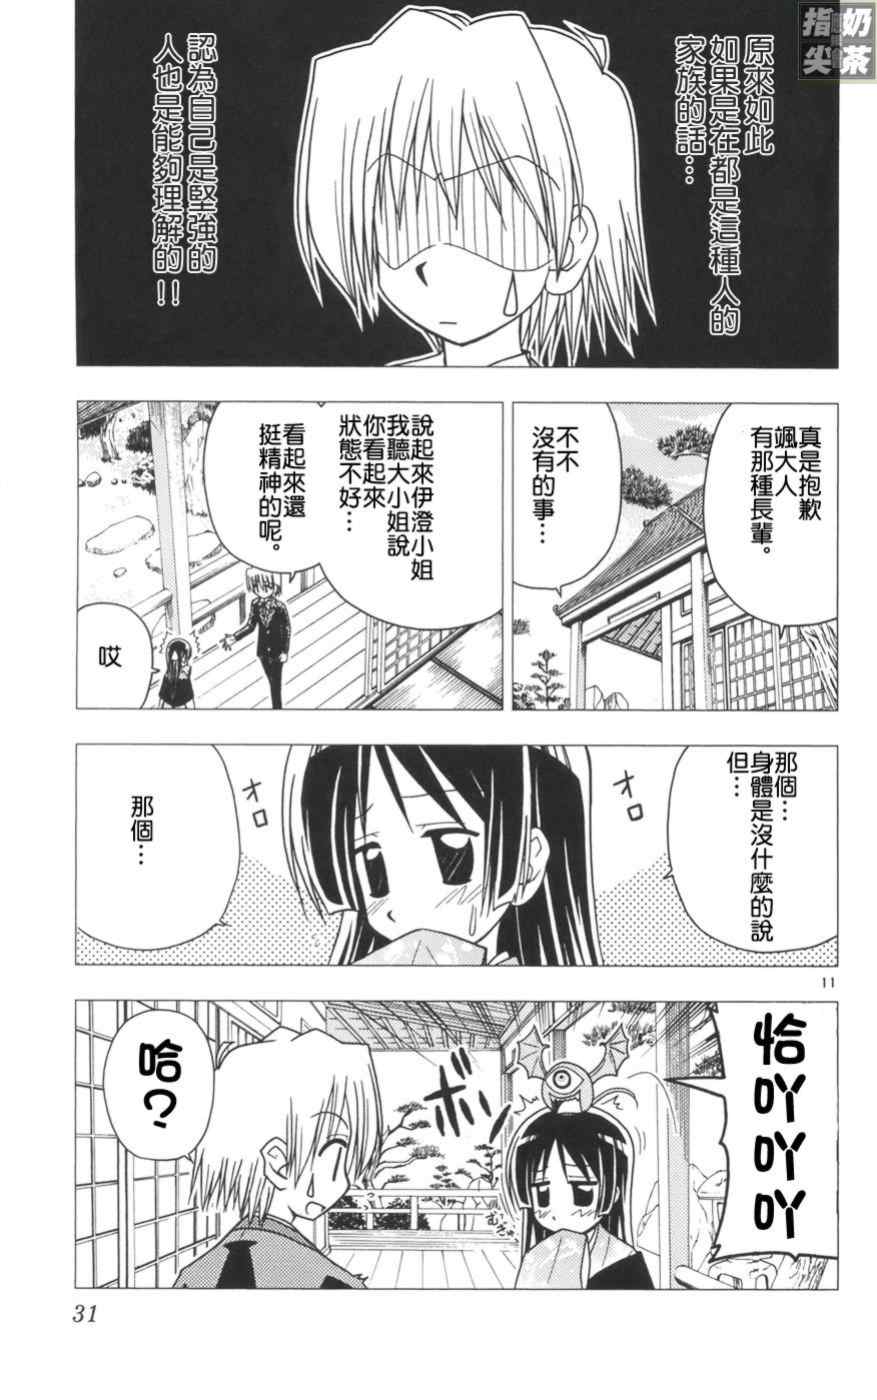 指奶
尖茶
原來如此
如果是在都是這種人的
家族的話…
認為自己是堅強的
人也是能夠理解的!!
真是抱歉
颯大人
有那種長輩。
不不
沒有的事…
說起來伊澄小姐
我聽大小姐說
你看起來
狀態不好…
看起來還
挺精神的呢。
哎
那個…
身體是沒什麼的說
但…
オロ
オロ
那個…
11
恰吖吖吖
ボン
哈?
31